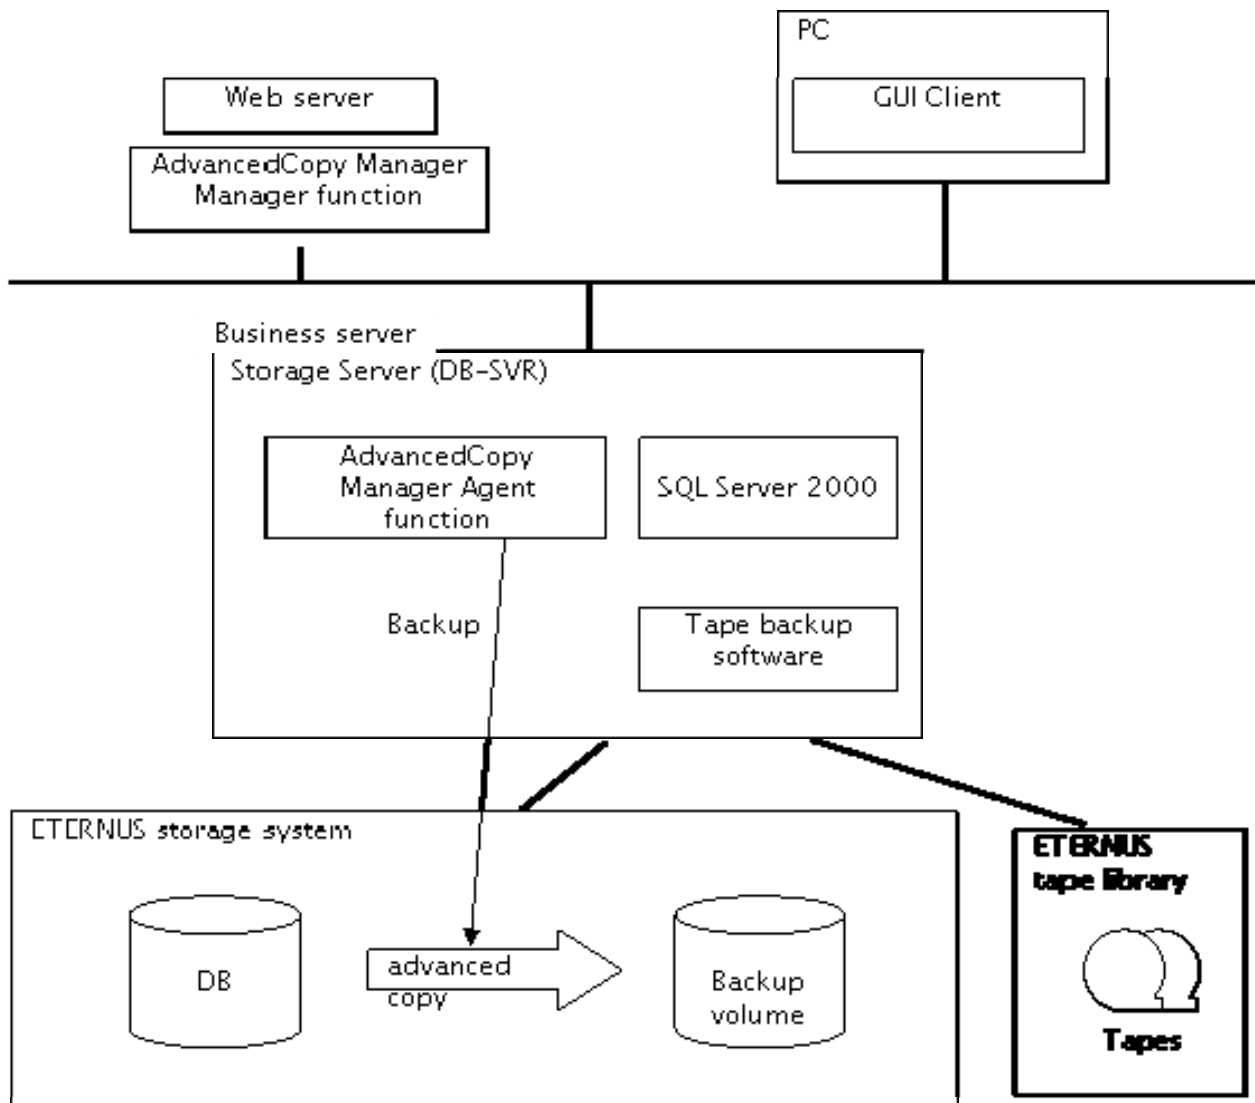 PC
Web server
GUI Client
AdvancedCopy Manager
Manager function
Business server
Storage Server (DB-SVR)
AdvancedCopy
Manager Agent
function
SQL Server 2000
Backup
Tape backup
software
ETERNUS storage system
ETERNUS
tape library
DB
advanced
copy
Backup
volume
Tapes